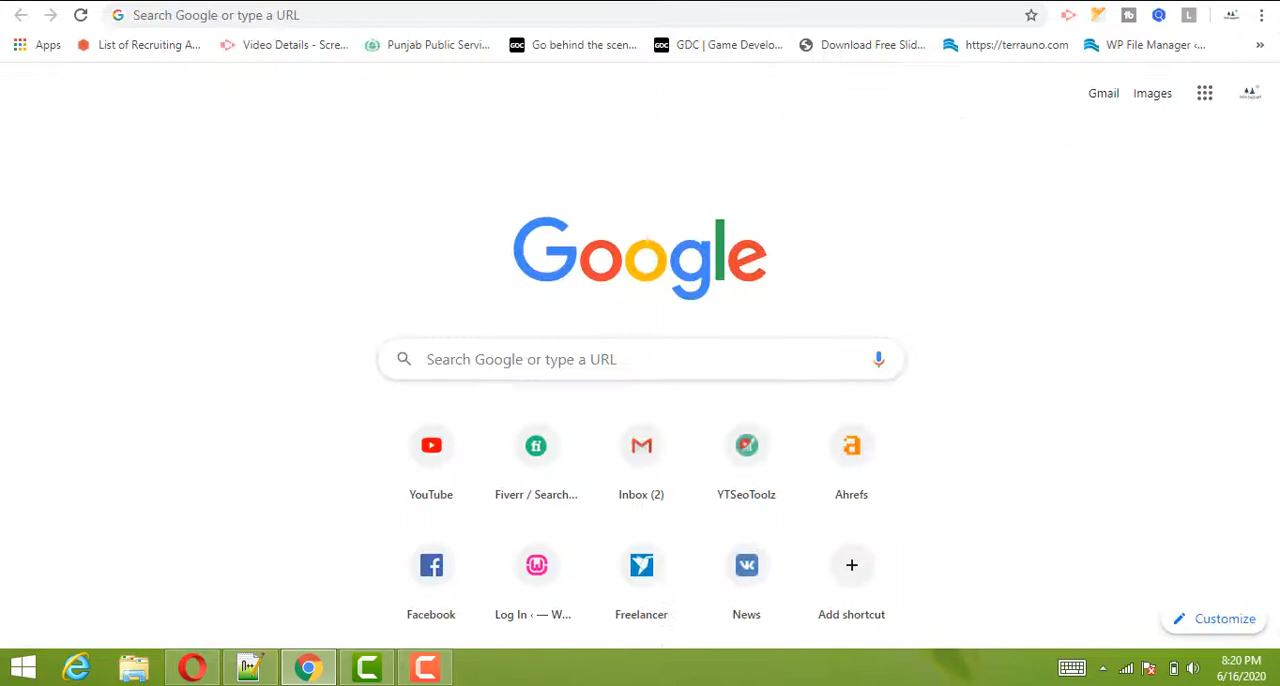 Search Google or type a URL
Apps List of Recruiting A... Video Details - Scre... Punjab Public Servi... GDC Go behind the scen... GDC GDC | Game Develo... Download Free Slid... https://terrauno.com WP File Manager ‹... »
Gmail Images
Google
Search Google or type a URL
YouTube Fiverr / Search... Inbox (2) YTSeoToolz Ahrefs
Facebook Log In ‹ — W... Freelancer News Add shortcut
Customize
8:20 PM
6/16/2020